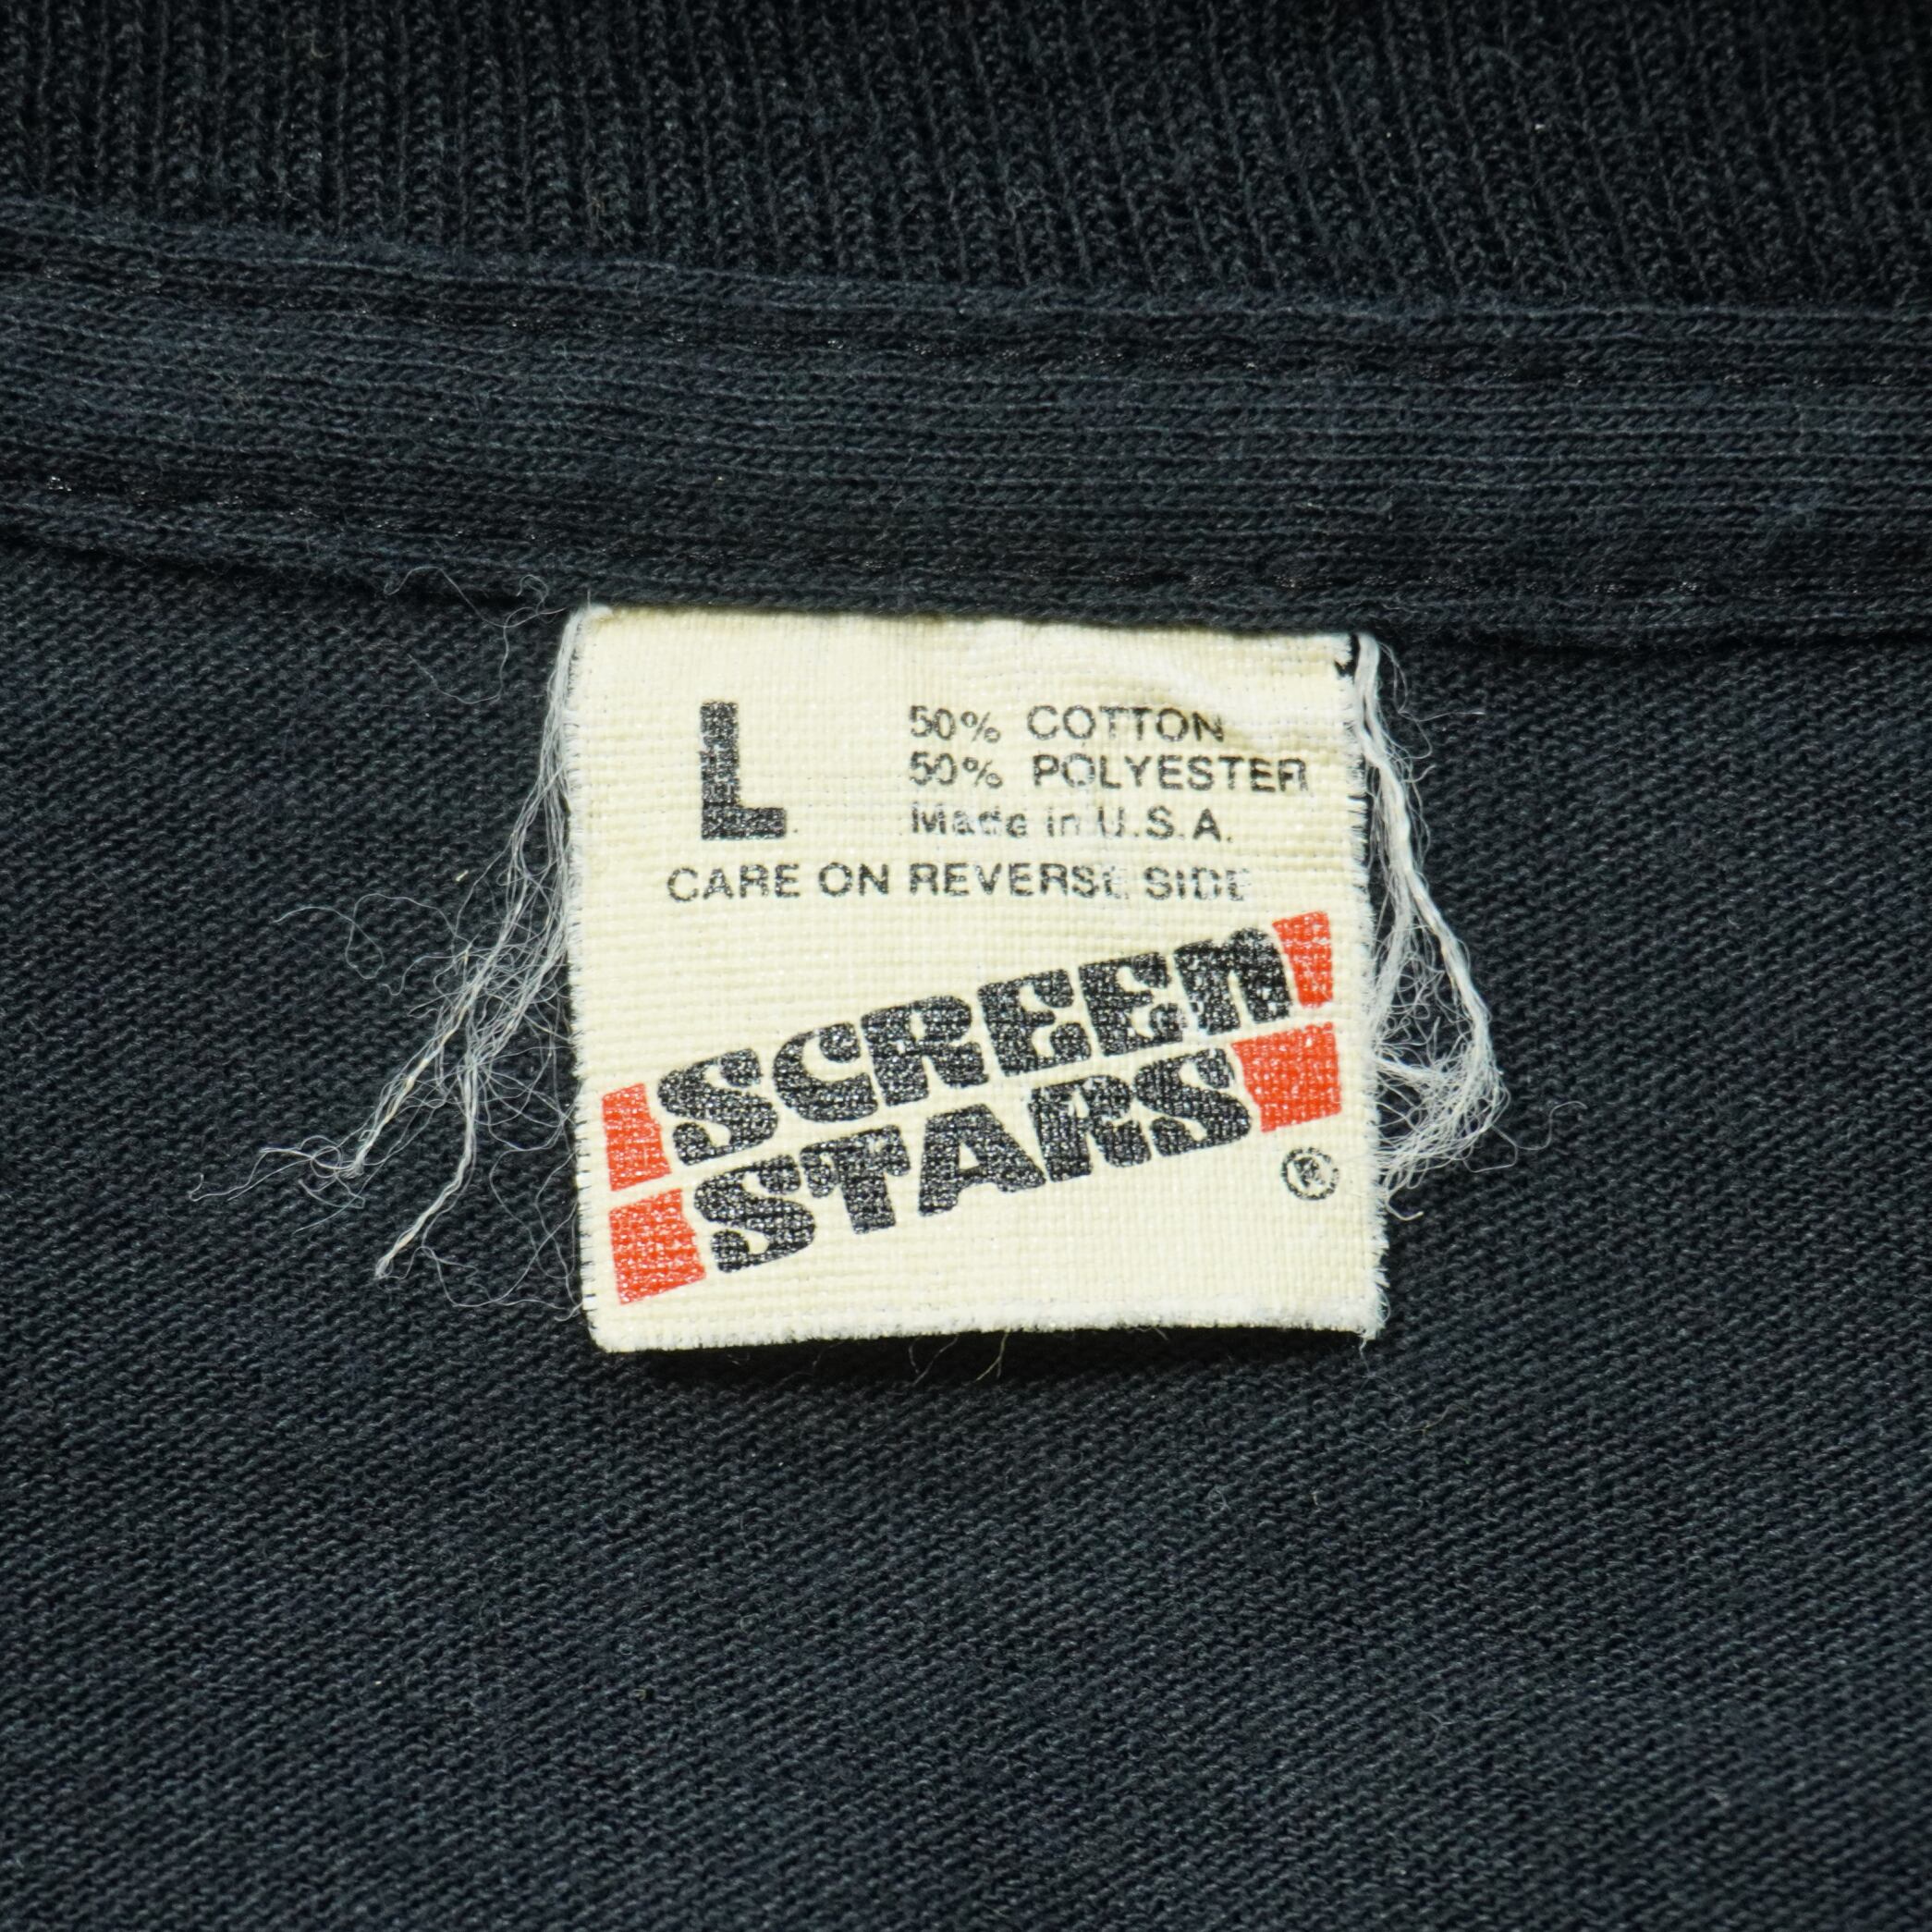 L
50% COTTON
50% POLYESTER
Made in U.S.A.
CARE ON REVERSE SIDE
SCREEN
STARS
®